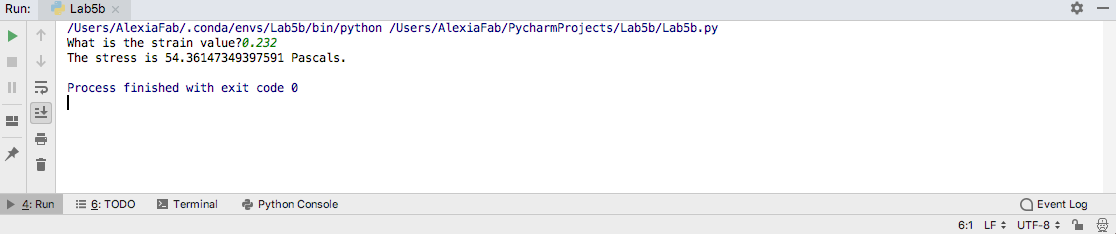 Run: Lab5b
/Users/AlexiaFab/.conda/envs/Lab5b/bin/python /Users/AlexiaFab/PycharmProjects/Lab5b/Lab5b.py
What is the strain value?0.232
The stress is 54.36147349397591 Pascals.
Process finished with exit code 0
4: Run 6: TODO Terminal Python Console Event Log
6:1 LF UTF-8